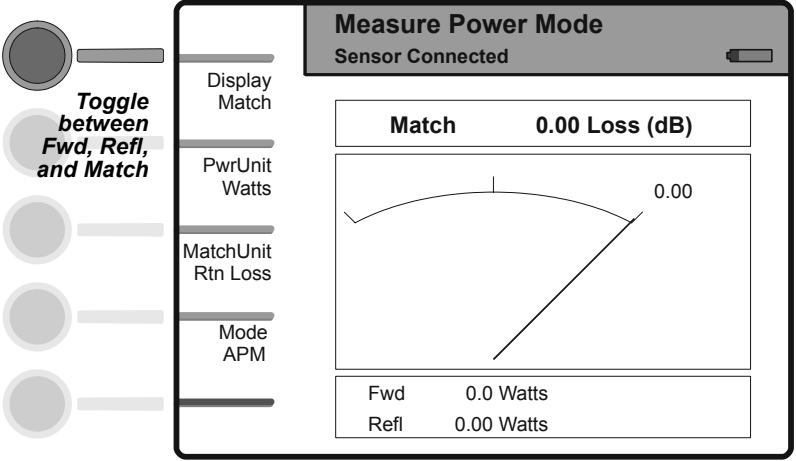 Measure Power Mode
Sensor Connected
Toggle
between
Fwd, Refl,
and Match
Display
Match
PwrUnit
Watts
MatchUnit
Rtn Loss
Mode
APM
Match 0.00 Loss (dB)
0.00
Fwd 0.0 Watts
Refl 0.00 Watts